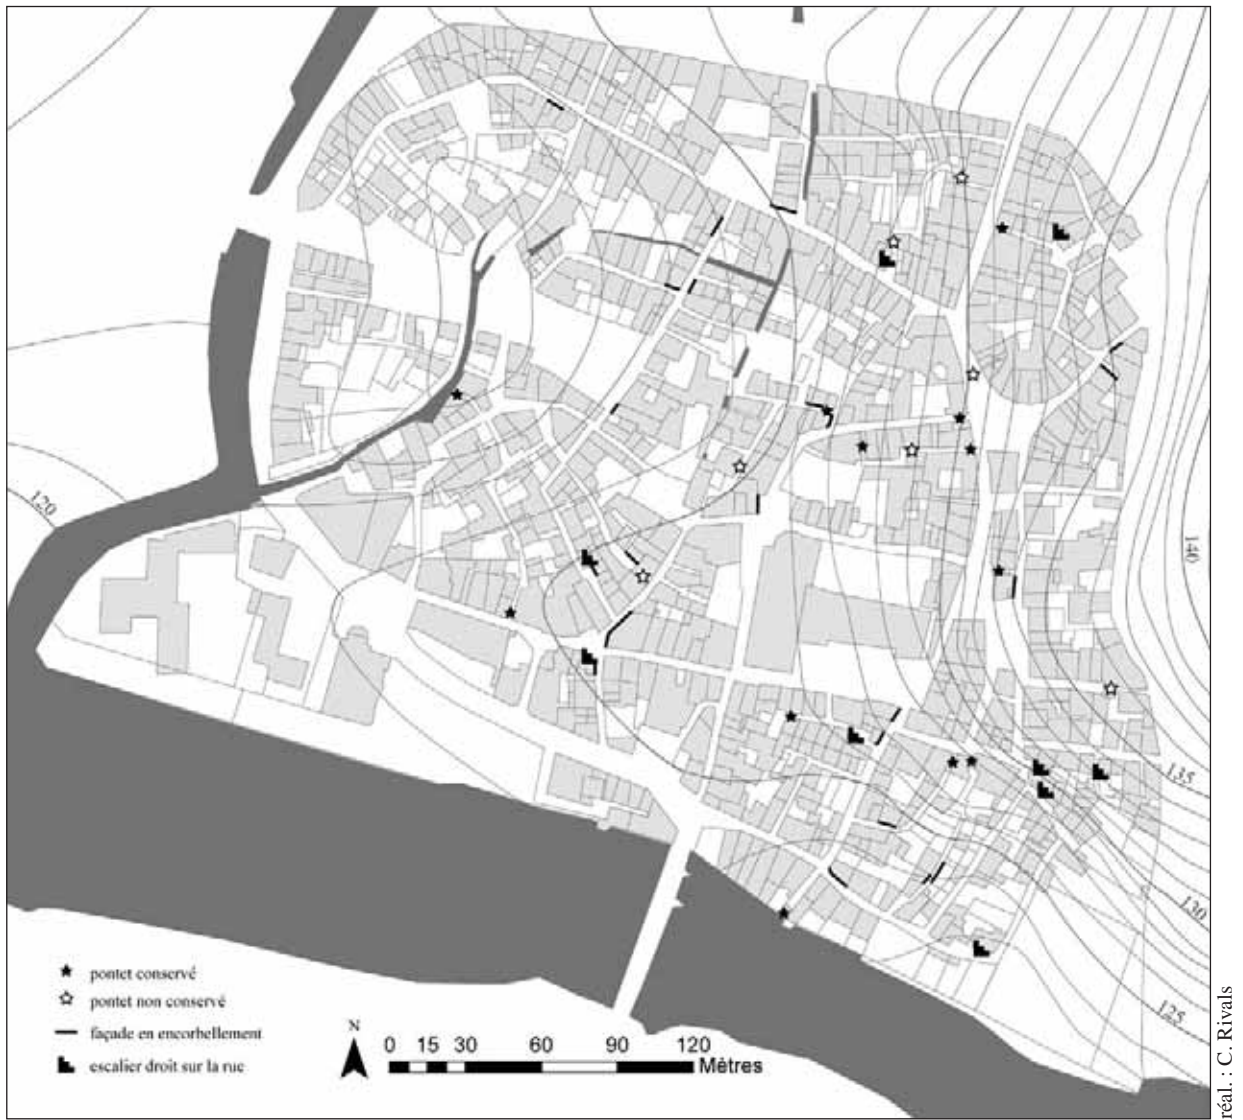 120
140
135
130
125
pontet conservé
pontet non conservé
façade en encorbellement
escalier droit sur la rue
N
0 15 30 60 90 120
Mètres
réal. : C. Rivals